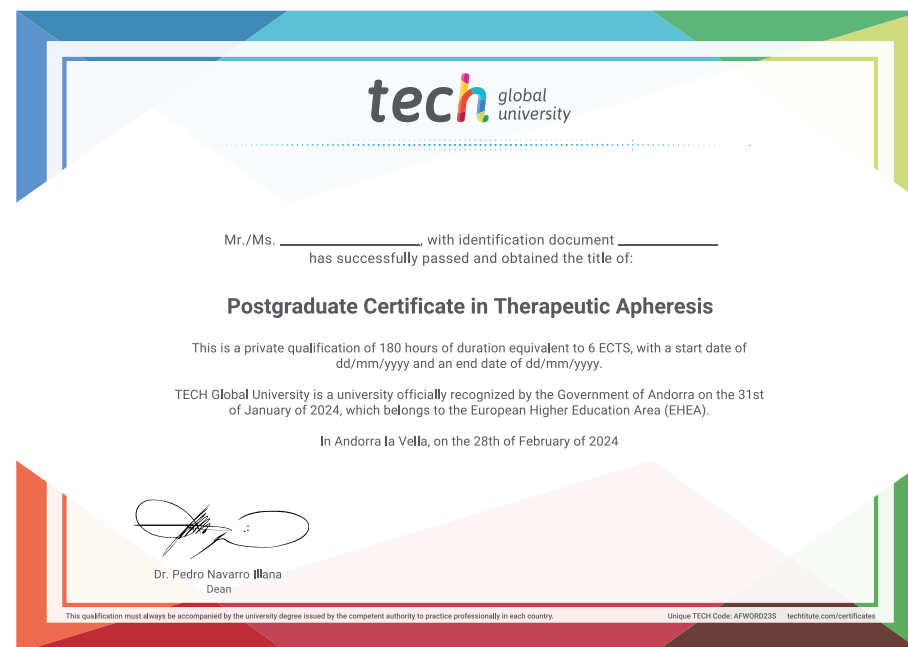 tech global
university
Mr./Ms. ____________, with identification document ____________
has successfully passed and obtained the title of:
Postgraduate Certificate in Therapeutic Apheresis
This is a private qualification of 180 hours of duration equivalent to 6 ECTS, with a start date of
dd/mm/yyyy and an end date of dd/mm/yyyy.
TECH Global University is a university officially recognized by the Government of Andorra on the 31st
of January of 2024, which belongs to the European Higher Education Area (EHEA).
In Andorra la Vella, on the 28th of February of 2024
Dr. Pedro Navarro Illana
Dean
This qualification must always be accompanied by the university degree issued by the competent authority to practice professionally in each country.
Unique TECH Code: AFWORD23S techtitute.com/certificates